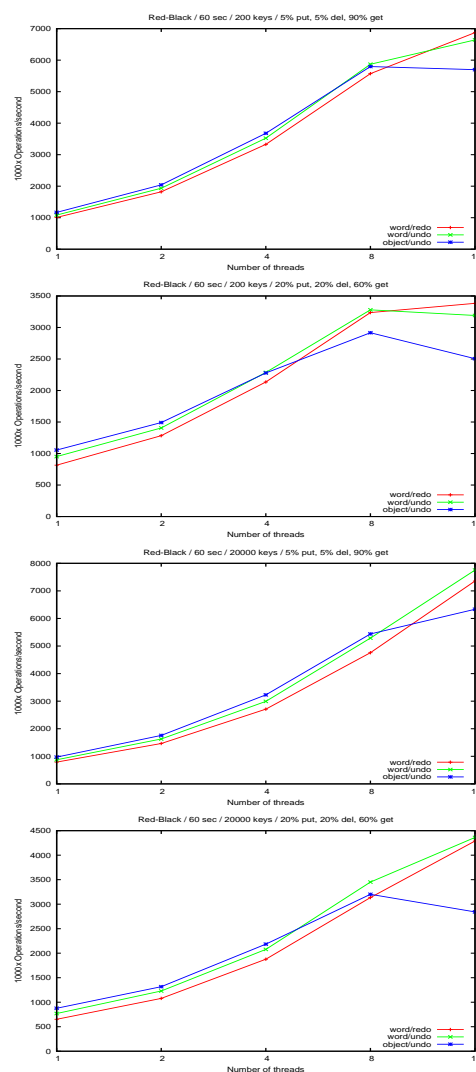 Red-Black / 60 sec / 200 keys / 5% put, 5% del, 90% get
7000
6000
5000
4000
3000
2000
1000
0
1000x Operations/second
1 2 4 8 1
Number of threads
word/redo
word/undo
object/undo
Red-Black / 60 sec / 200 keys / 20% put, 20% del, 60% get
3500
3000
2500
2000
1500
1000
500
0
1000x Operations/second
1 2 4 8 1
Number of threads
word/redo
word/undo
object/undo
Red-Black / 60 sec / 20000 keys / 5% put, 5% del, 90% get
8000
7000
6000
5000
4000
3000
2000
1000
0
1000x Operations/second
1 2 4 8 1
Number of threads
word/redo
word/undo
object/undo
Red-Black / 60 sec / 20000 keys / 20% put, 20% del, 60% get
4500
4000
3500
3000
2500
2000
1500
1000
500
0
1000x Operations/second
1 2 4 8 1
Number of threads
word/redo
word/undo
object/undo